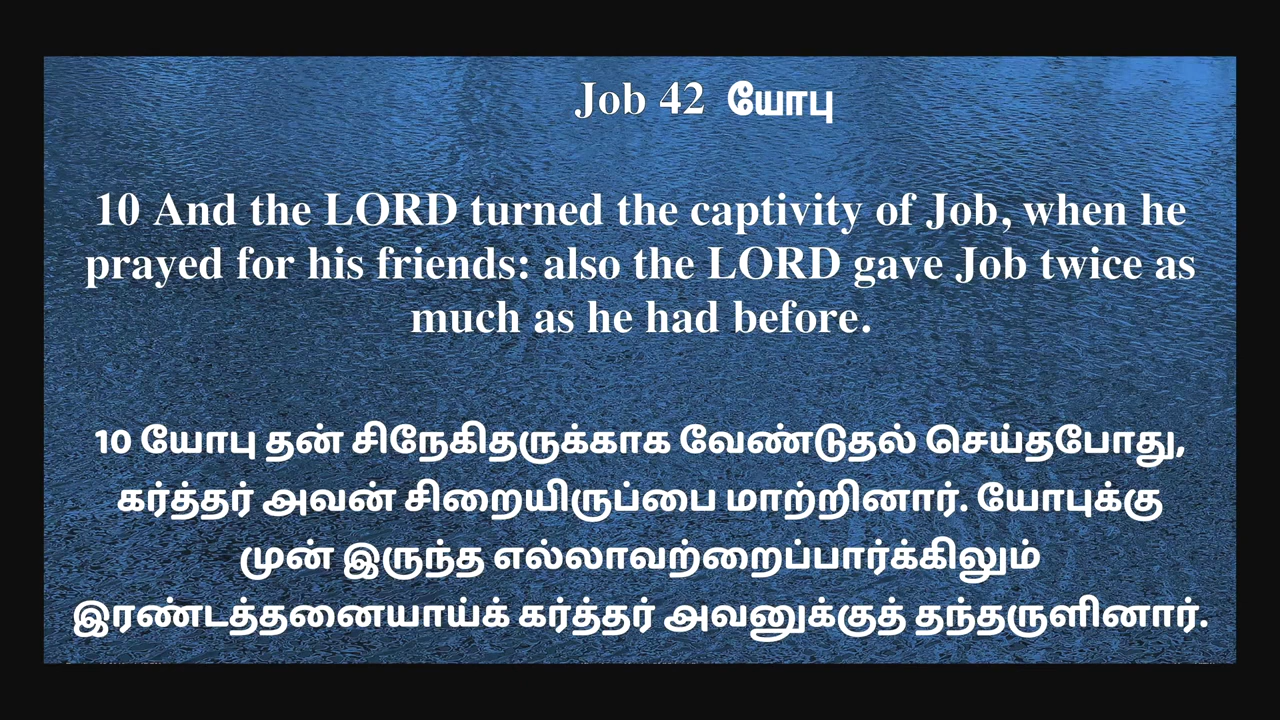 Job 42 யோபு
10 And the LORD turned the captivity of Job, when he
prayed for his friends: also the LORD gave Job twice as
much as he had before.
10 யோபு தன் சிநேகிதருக்காக வேண்டுதல் செய்தபோது,
கர்த்தர் அவன் சிறையிருப்பை மாற்றினார். யோபுக்கு
முன் இருந்த எல்லாவற்றைப்பார்க்கிலும்
இரண்டத்தனையாய்க் கர்த்தர் அவனுக்குத் தந்தருளினார்.